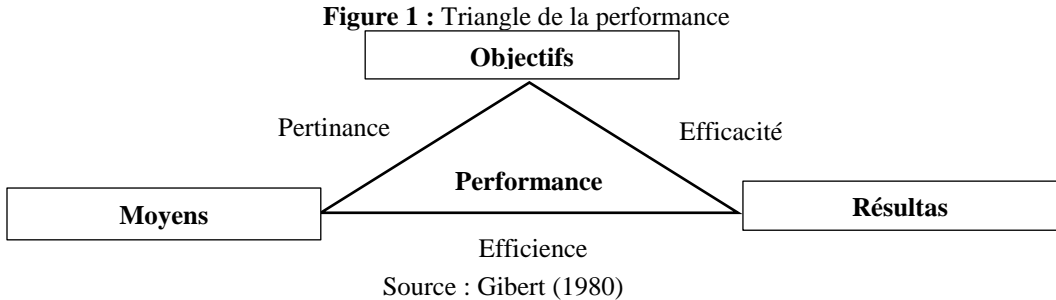 Figure 1 : Triangle de la performance
Objectifs
Pertinance
Efficacité
Performance
Moyens
Résultas
Efficience
Source : Gibert (1980)